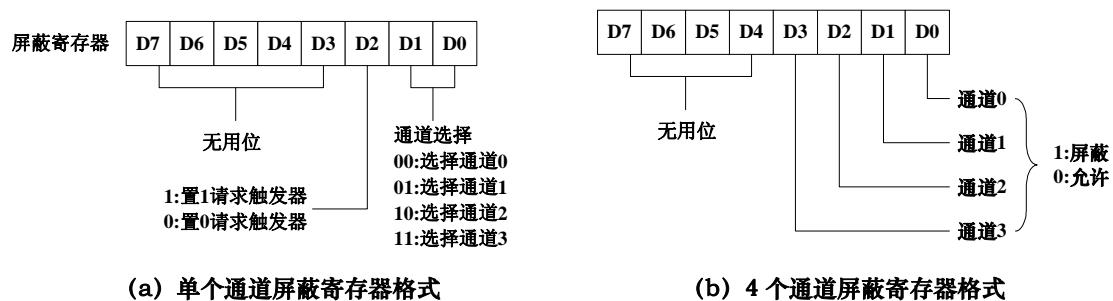 屏蔽寄存器 D7 D6 D5 D4 D3 D2 D1 D0
无用位
通道选择
00:选择通道0
01:选择通道1
10:选择通道2
11:选择通道3
1:置1请求触发器
0:置0请求触发器
(a) 单个通道屏蔽寄存器格式
D7 D6 D5 D4 D3 D2 D1 D0
无用位
通道0
通道1
通道2
通道3
1:屏蔽
0:允许
(b) 4 个通道屏蔽寄存器格式